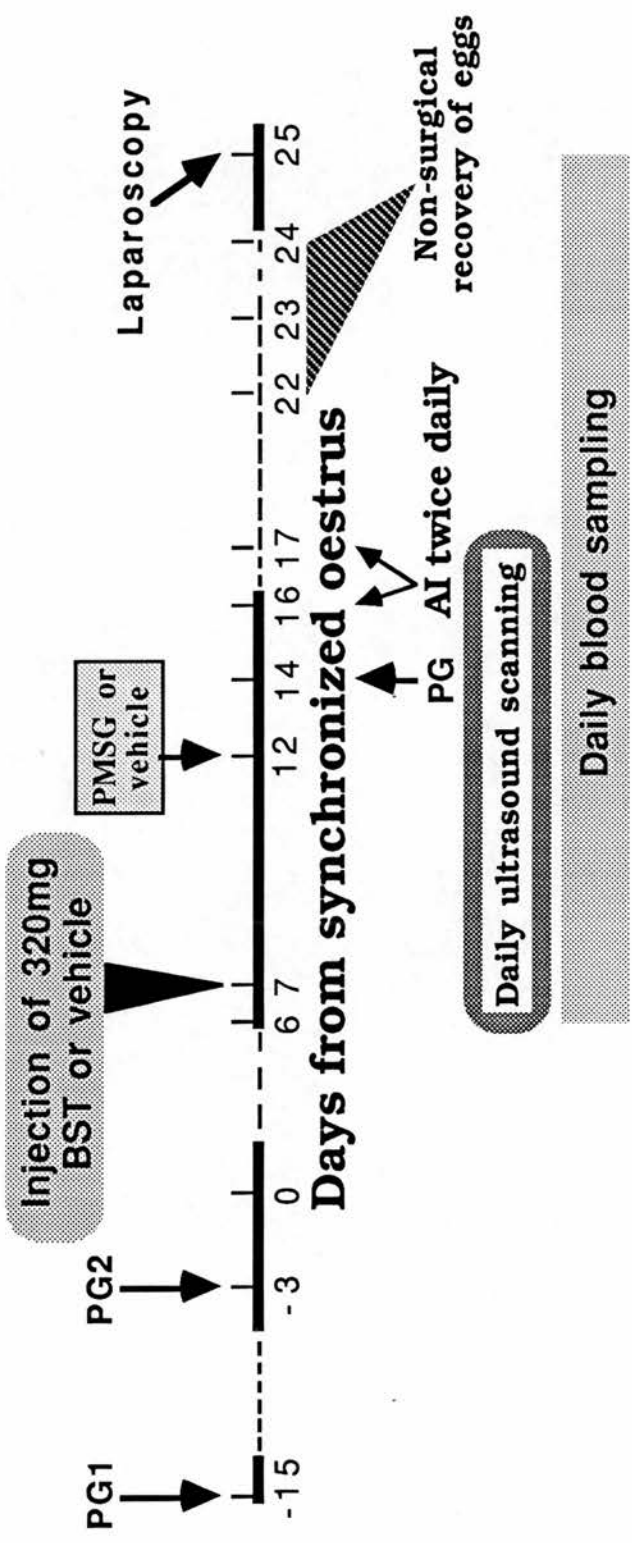 Injection of 320mg
BST or vehicle
PG1
PG2
PMSG or
vehicle
Laparoscopy
-15
-3
0
6
7
12
14
16
17
22
23
24
25
Days from synchronized oestrus
PG
AI twice daily
Non-surgical
recovery of eggs
Daily ultrasound scanning
Daily blood sampling